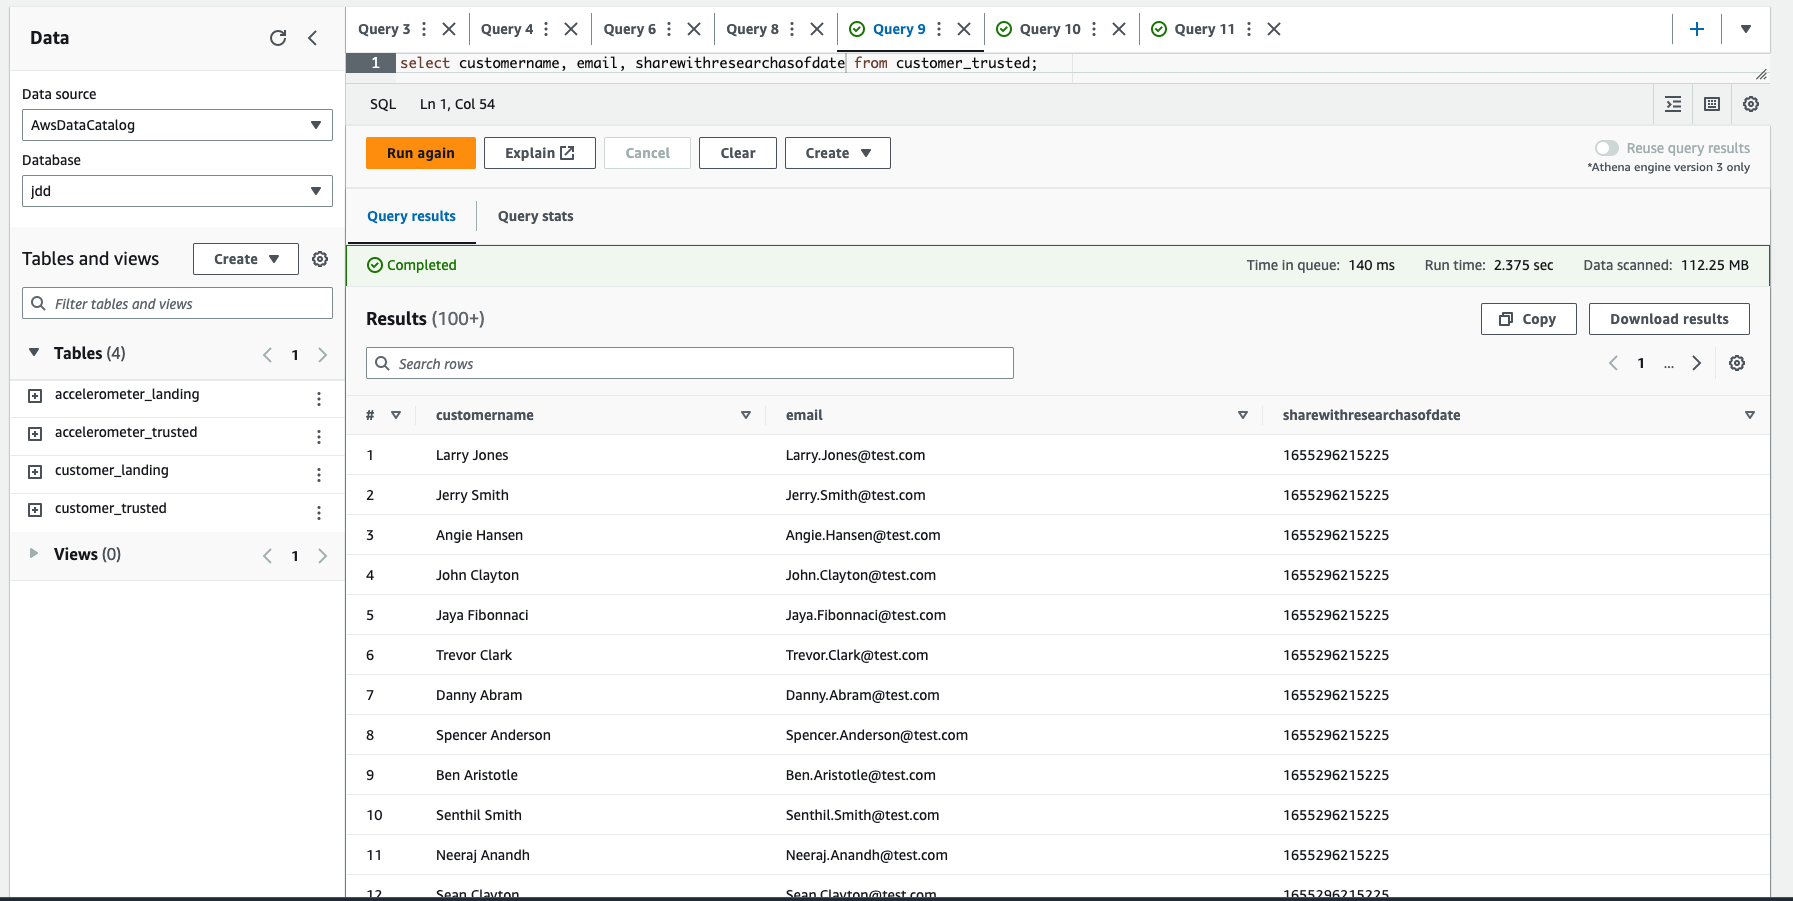 Data
Data source
AwsDataCatalog
Database
jdd
Tables and views
Create
Filter tables and views
Tables (4)
1
accelerometer_landing
accelerometer_trusted
customer_landing
customer_trusted
Views (0)
1
Query 3
Query 4
Query 6
Query 8
Query 9
Query 10
Query 11
1 select customername, email, sharewithresearchasofdate from customer_trusted;
SQL Ln 1, Col 54
Run again
Explain
Cancel
Clear
Create
Reuse query results
*Athena engine version 3 only
Query results
Query stats
Completed
Time in queue: 140 ms Run time: 2.375 sec Data scanned: 112.25 MB
Results (100+)
Copy
Download results
Search rows
1 ...
# customername email sharewithresearchasofdate
1 Larry Jones Larry.Jones@test.com 1655296215225
2 Jerry Smith Jerry.Smith@test.com 1655296215225
3 Angie Hansen Angie.Hansen@test.com 1655296215225
4 John Clayton John.Clayton@test.com 1655296215225
5 Jaya Fibonnaci Jaya.Fibonnaci@test.com 1655296215225
6 Trevor Clark Trevor.Clark@test.com 1655296215225
7 Danny Abram Danny.Abram@test.com 1655296215225
8 Spencer Anderson Spencer.Anderson@test.com 1655296215225
9 Ben Aristotle Ben.Aristotle@test.com 1655296215225
10 Senthil Smith Senthil.Smith@test.com 1655296215225
11 Neeraj Anandh Neeraj.Anandh@test.com 1655296215225
12 Sean Clayton Sean.Clayton@test.com 1655296215225